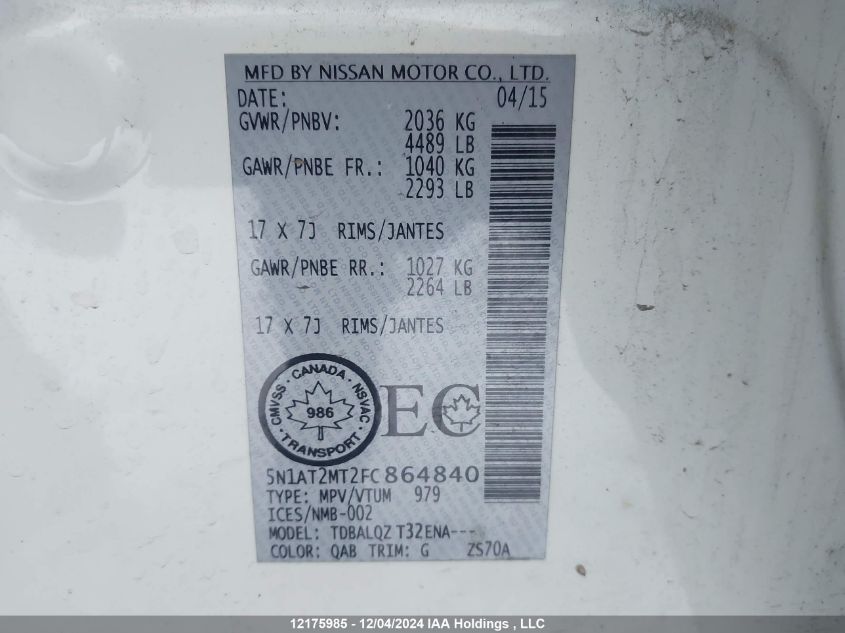 MFD BY NISSAN MOTOR CO., LTD.
DATE: 04/15
GVWR/PNBV: 2036 KG
4489 LB
GAWR/PNBE FR.: 1040 KG
2293 LB
17 X 7J RIMS/JANTES
GAWR/PNBE RR.: 1027 KG
2264 LB
17 X 7J RIMS/JANTES
CMVSS · CANADA · NSVAC · TRANSPORT ·
986
EC
5N1AT2MT2FC864840
TYPE: MPV/VTUM 979
ICES/NMB-002
MODEL: TDBALQZ T32ENA---
COLOR: QAB TRIM: G ZS70A
12175985 - 12/04/2024 IAA Holdings , LLC